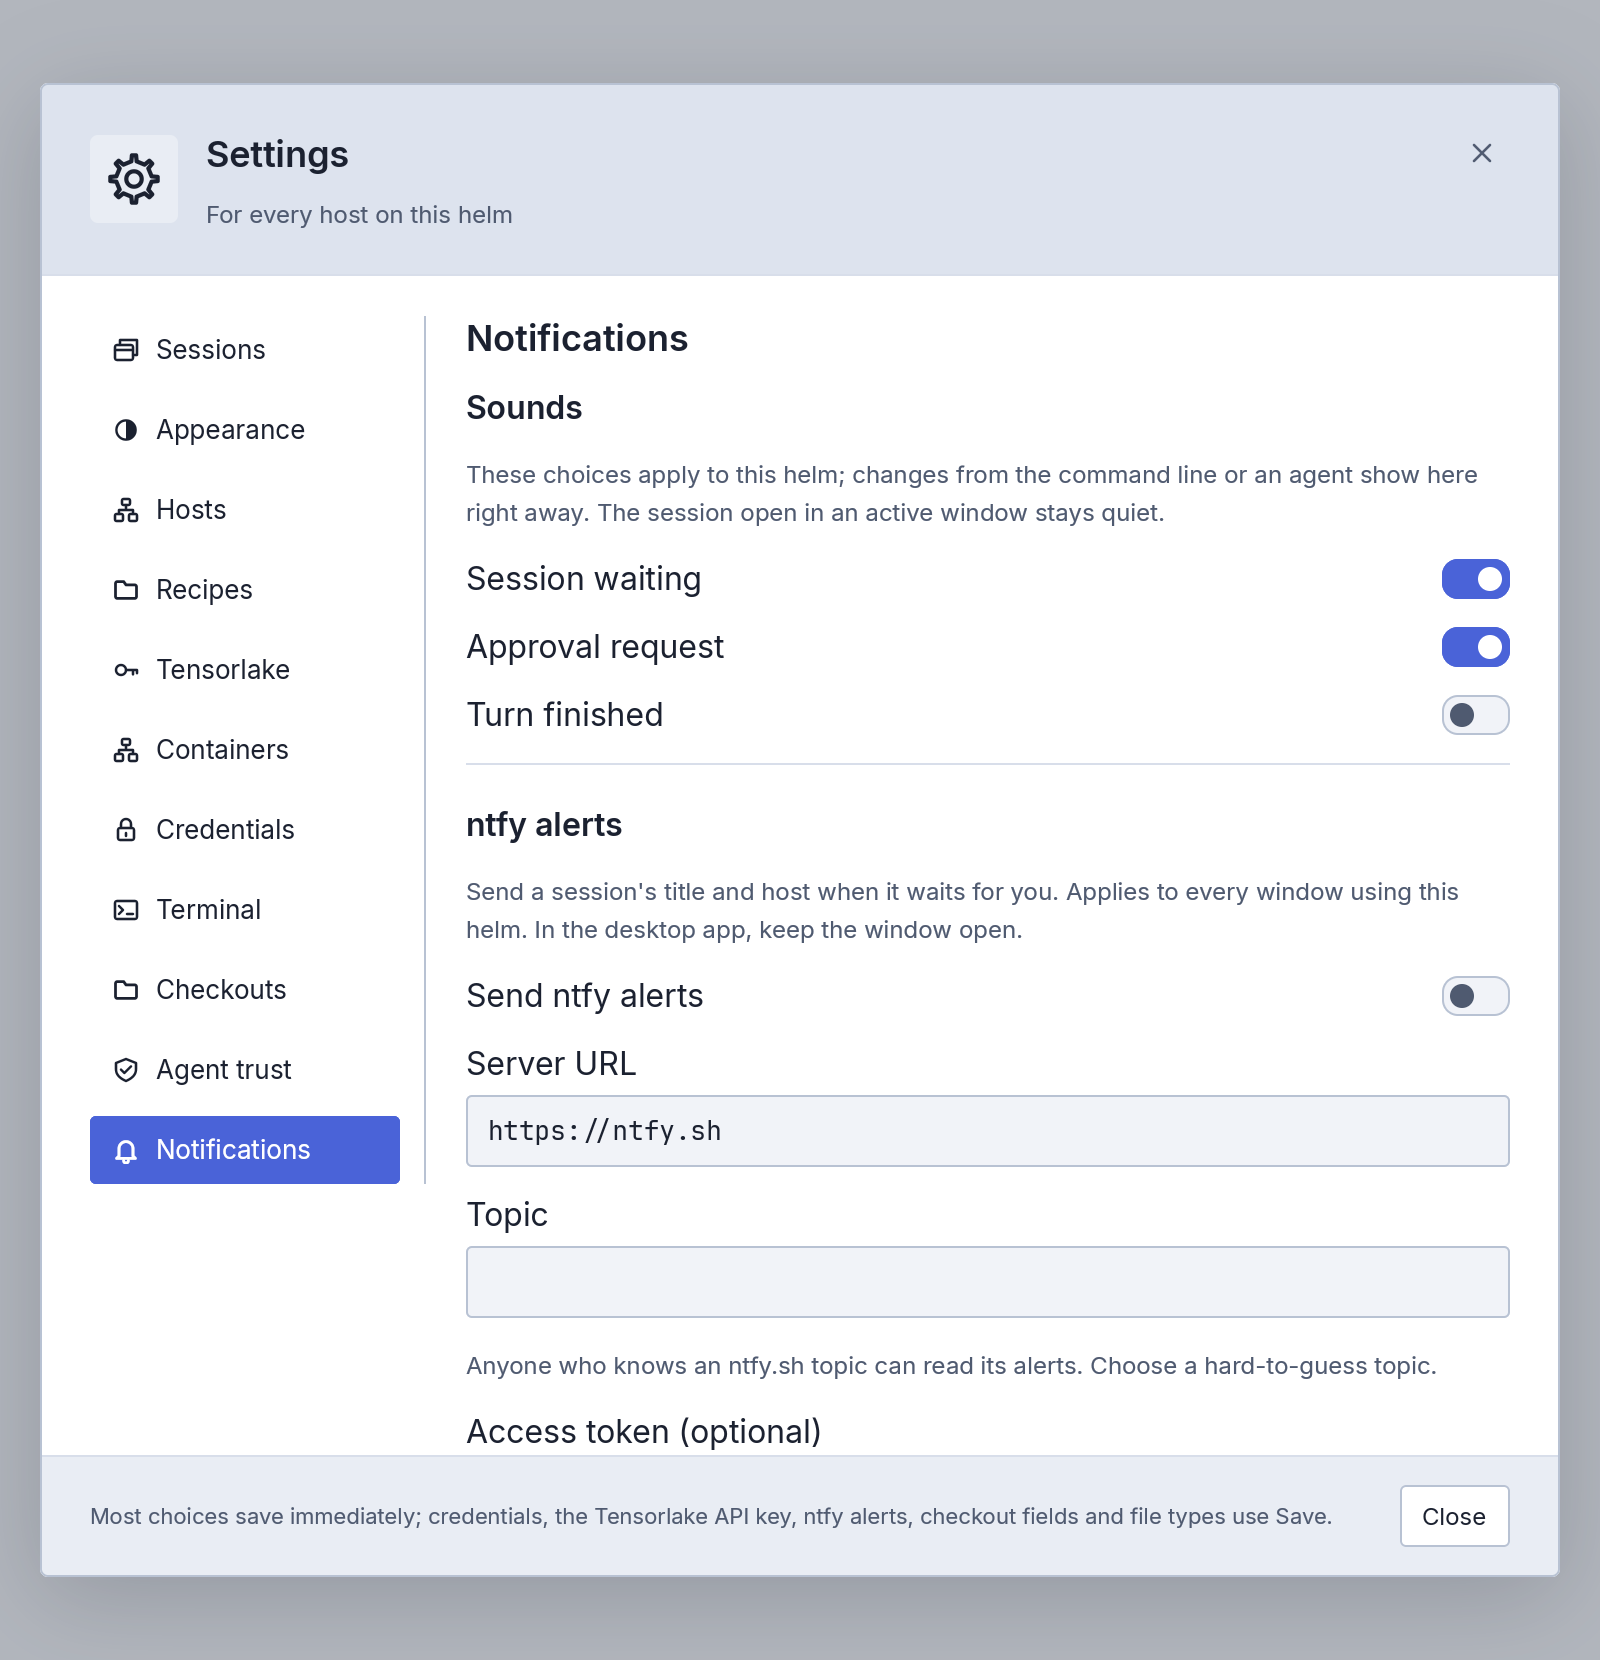 Settings
For every host on this helm
Sessions
Appearance
Hosts
Recipes
Tensorlake
Containers
Credentials
Terminal
Checkouts
Agent trust
Notifications
Notifications
Sounds
These choices apply to this helm; changes from the command line or an agent show here
right away. The session open in an active window stays quiet.
Session waiting
Approval request
Turn finished
ntfy alerts
Send a session's title and host when it waits for you. Applies to every window using this
helm. In the desktop app, keep the window open.
Send ntfy alerts
Server URL
https://ntfy.sh
Topic
Anyone who knows an ntfy.sh topic can read its alerts. Choose a hard-to-guess topic.
Access token (optional)
Most choices save immediately; credentials, the Tensorlake API key, ntfy alerts, checkout fields and file types use Save.
Close